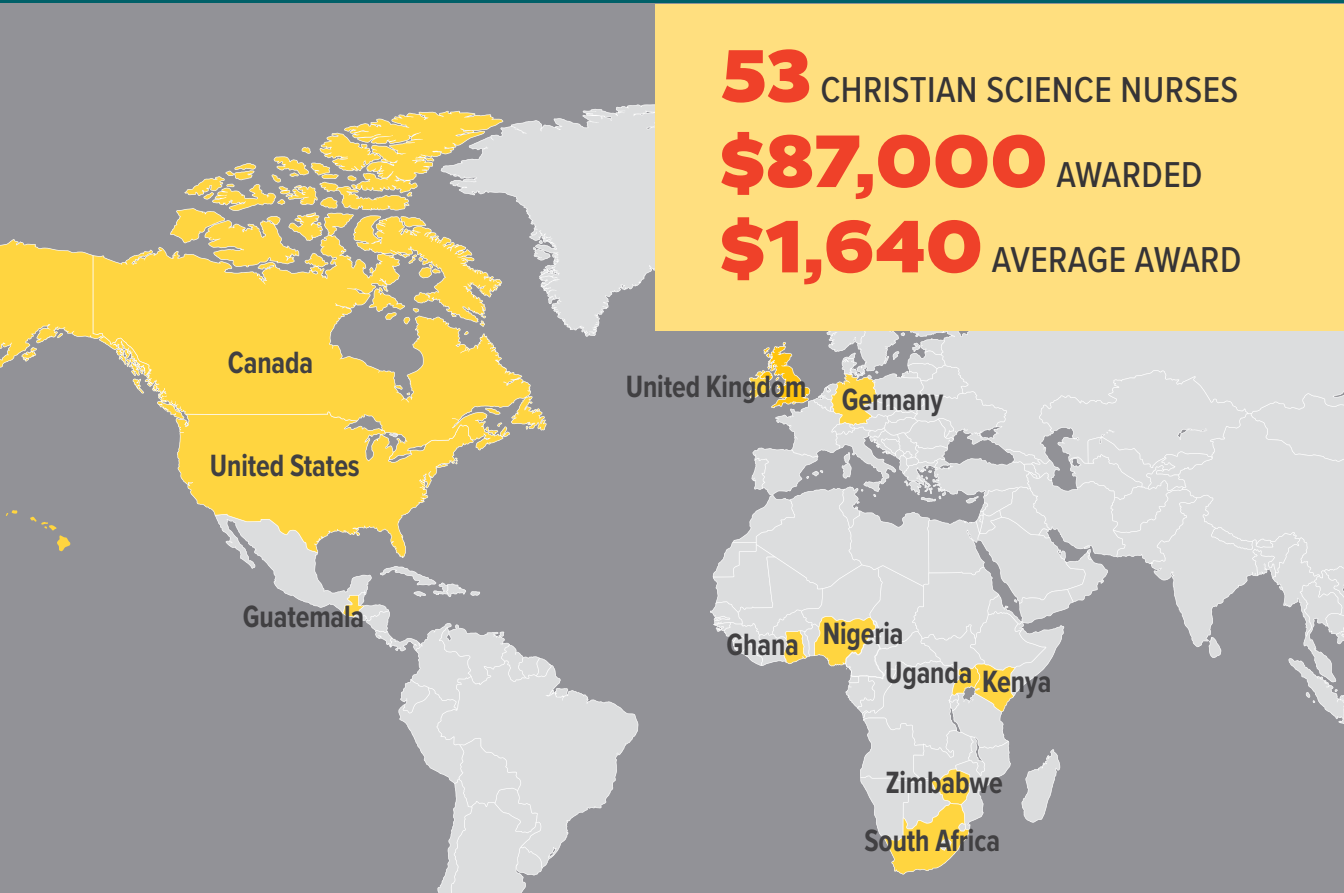 53 CHRISTIAN SCIENCE NURSES
$87,000 AWARDED
$1,640 AVERAGE AWARD
Canada
United Kingdom
Germany
United States
Guatemala
Ghana
Nigeria
Uganda
Kenya
Zimbabwe
South Africa